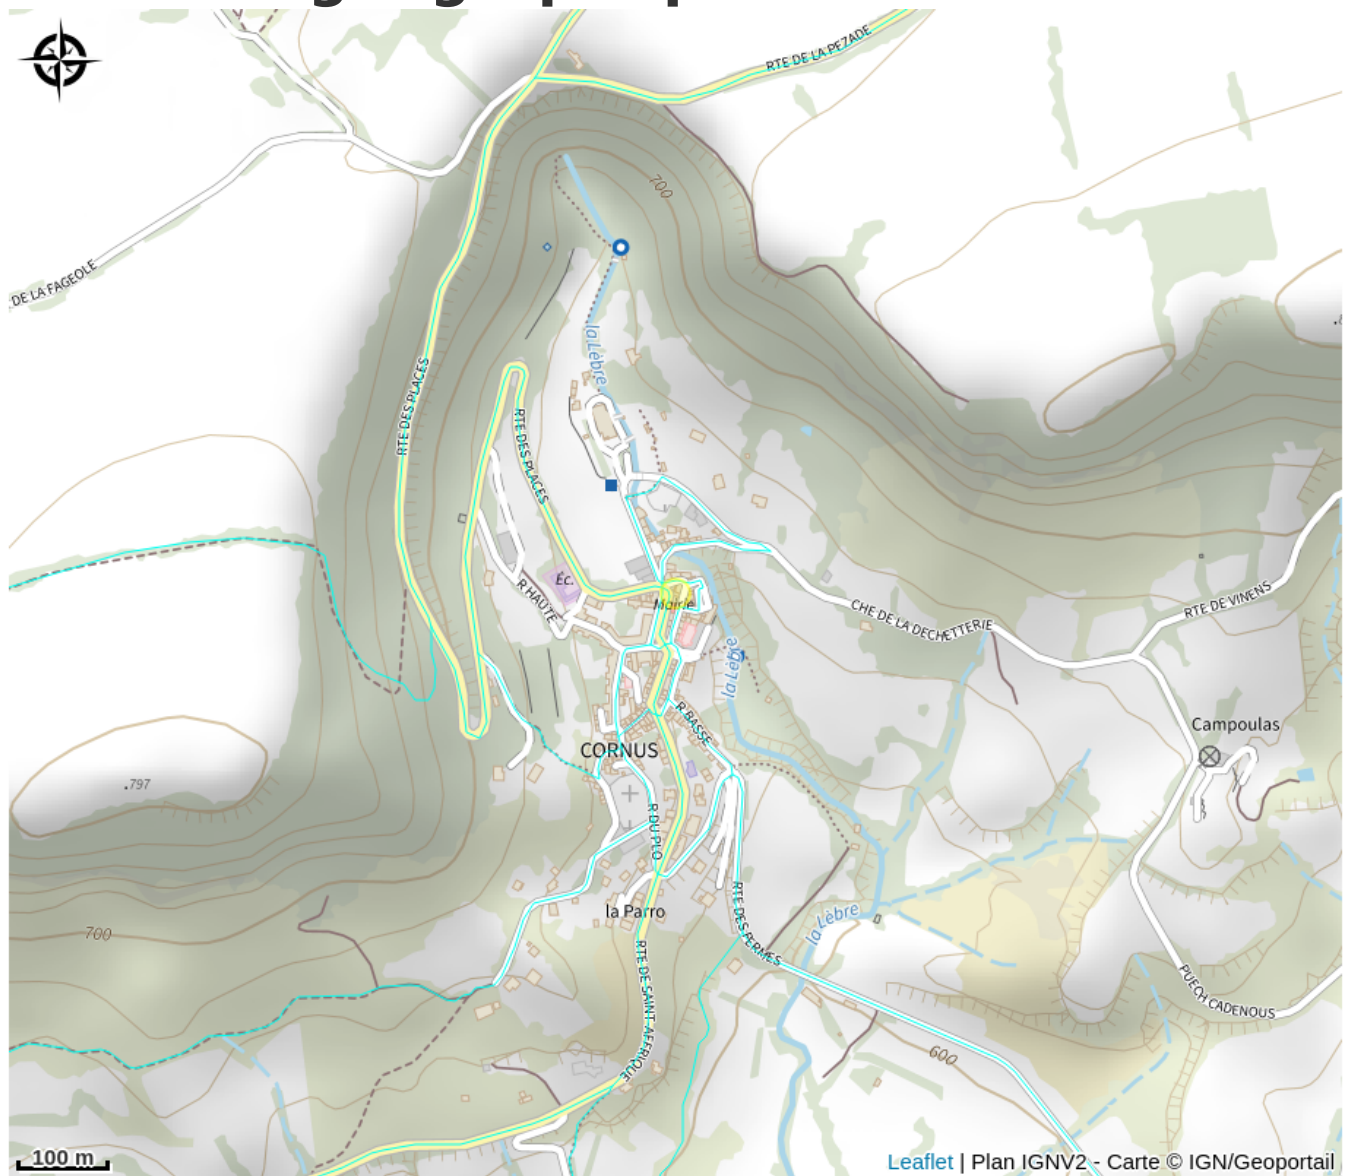 RTE DE LA PEZADE
700
DE LA FAGEOLE
la Lèbre
RTE DES PLACES
RTE DES PLACES
Éc.
R HAUTE
Mairie
CHE DE LA DECHETTERIE
RTE DE VINENS
la Lèbre
R BASSE
CORNUS
Campoulas
.797
R DU PLO
la Parro
RTE DES FERMES
la Lèbre
700
RTE DE SAINT-AFFRIQUE
PUECH CADENOUS
600
100 m
Leaflet | Plan IGNV2 - Carte © IGN/Geoportail